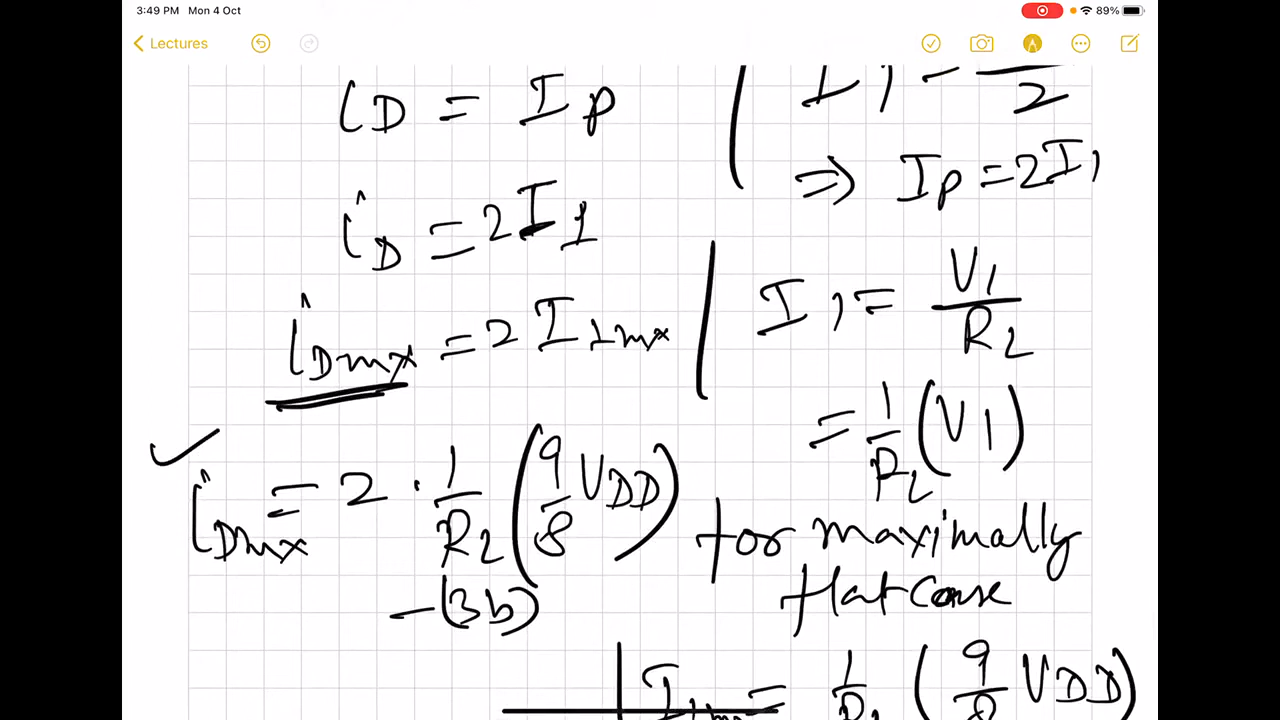 3:49 PM Mon 4 Oct
89%
Lectures
iD = Ip
2
⇒ Ip = 2I1
iD = 2I1
I1 = V1/R2
iDmx = 2 I1mx
= 1/R2 (V1)
iDmx = 2 · 1/R2 (9/8 VDD)
for maximally
flat case
-(3b)
I1mx = 1/R2 (9/8 VDD)